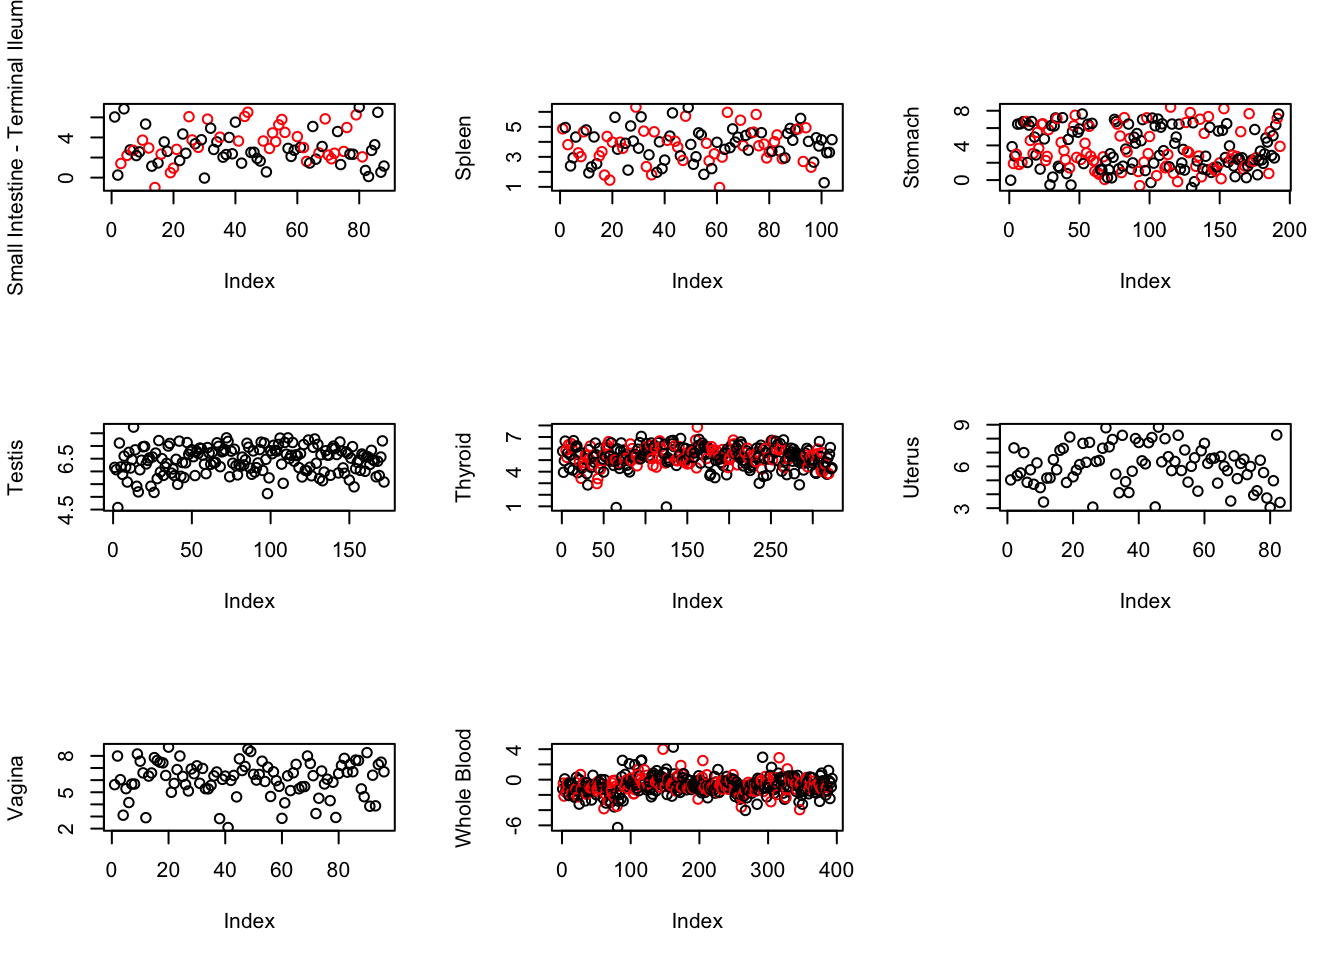 Small Intestine - Terminal Ileum
0 4
0 20 40 60 80
Index
Spleen
1 3 5
0 20 40 60 80 100
Index
Stomach
0 4 8
0 50 100 150 200
Index
Testis
4.5 6.5
0 50 100 150
Index
Thyroid
1 4 7
0 50 150 250
Index
Uterus
3 6 9
0 20 40 60 80
Index
Vagina
2 5 8
0 20 40 60 80
Index
Whole Blood
-6 0 4
0 100 200 300 400
Index